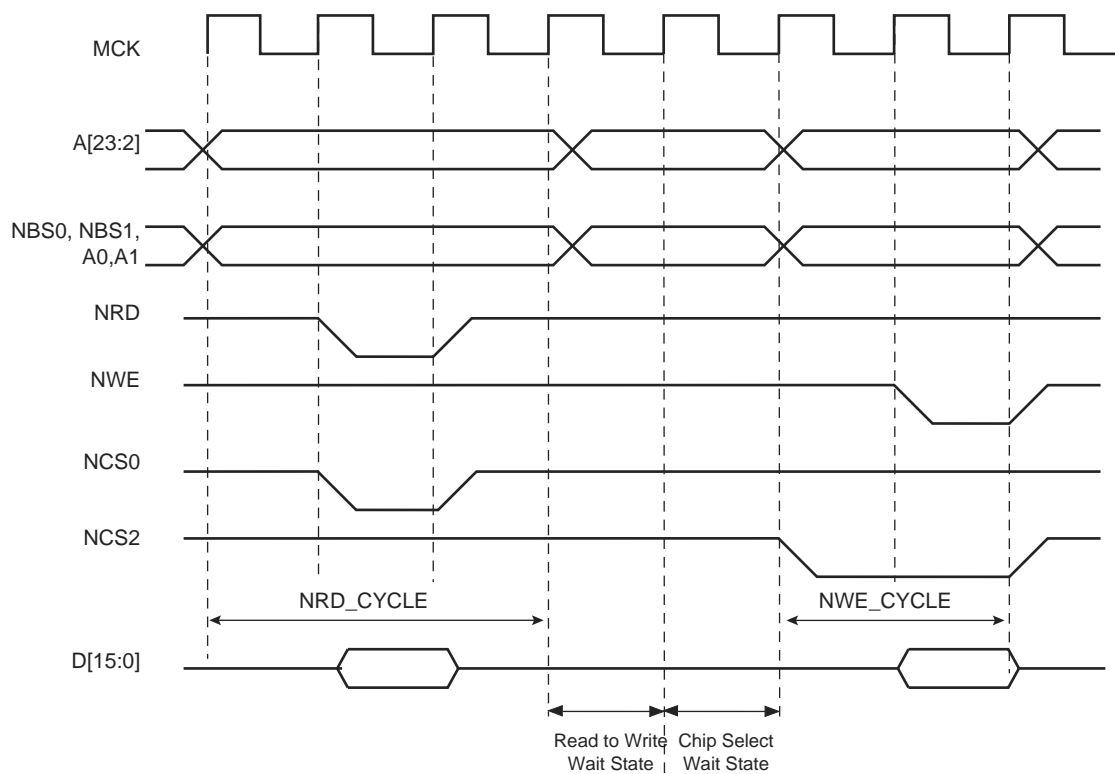 MCK
A[23:2]
NBS0, NBS1,
A0,A1
NRD
NWE
NCS0
NCS2
NRD_CYCLE
NWE_CYCLE
D[15:0]
Read to Write
Wait State
Chip Select
Wait State